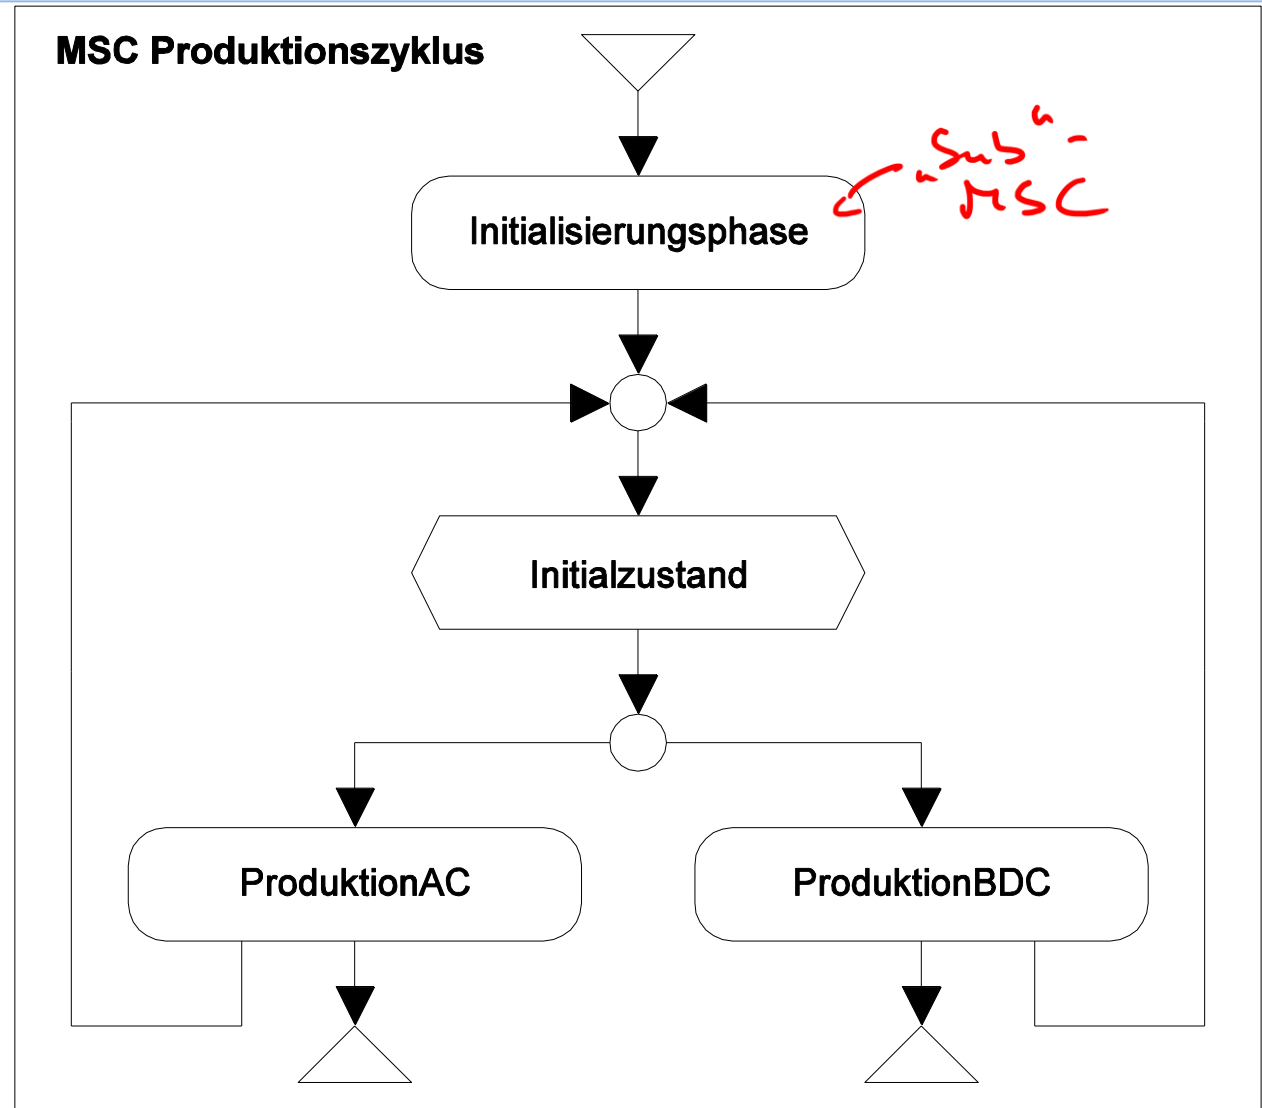 MSC Produktionszyklus
„Sub“-
MSC
Initialisierungsphase
Initialzustand
ProduktionAC
ProduktionBDC